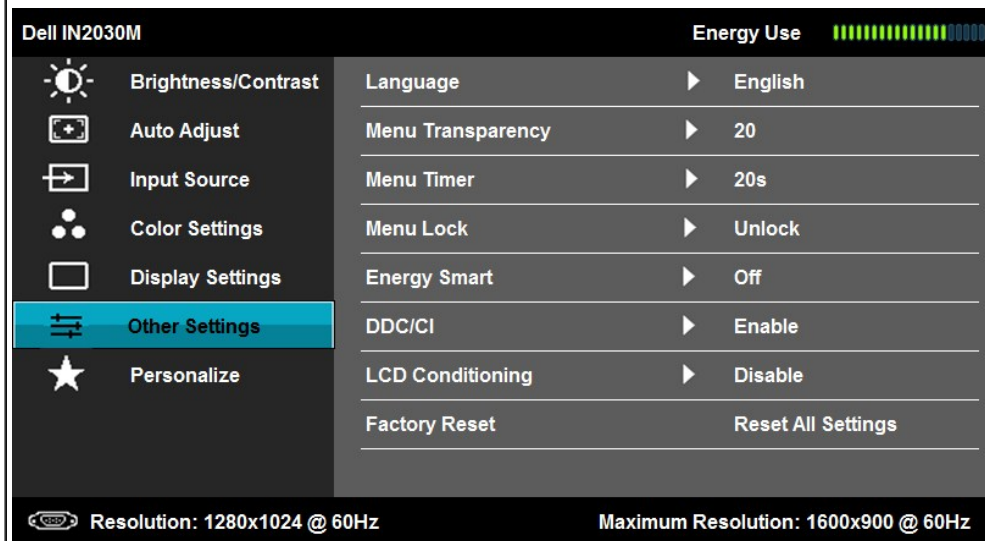 Dell IN2030M Energy Use
Brightness/Contrast Language English
Auto Adjust Menu Transparency 20
Input Source Menu Timer 20s
Color Settings Menu Lock Unlock
Display Settings Energy Smart Off
Other Settings DDC/CI Enable
Personalize LCD Conditioning Disable
Factory Reset Reset All Settings
Resolution: 1280x1024 @ 60Hz Maximum Resolution: 1600x900 @ 60Hz